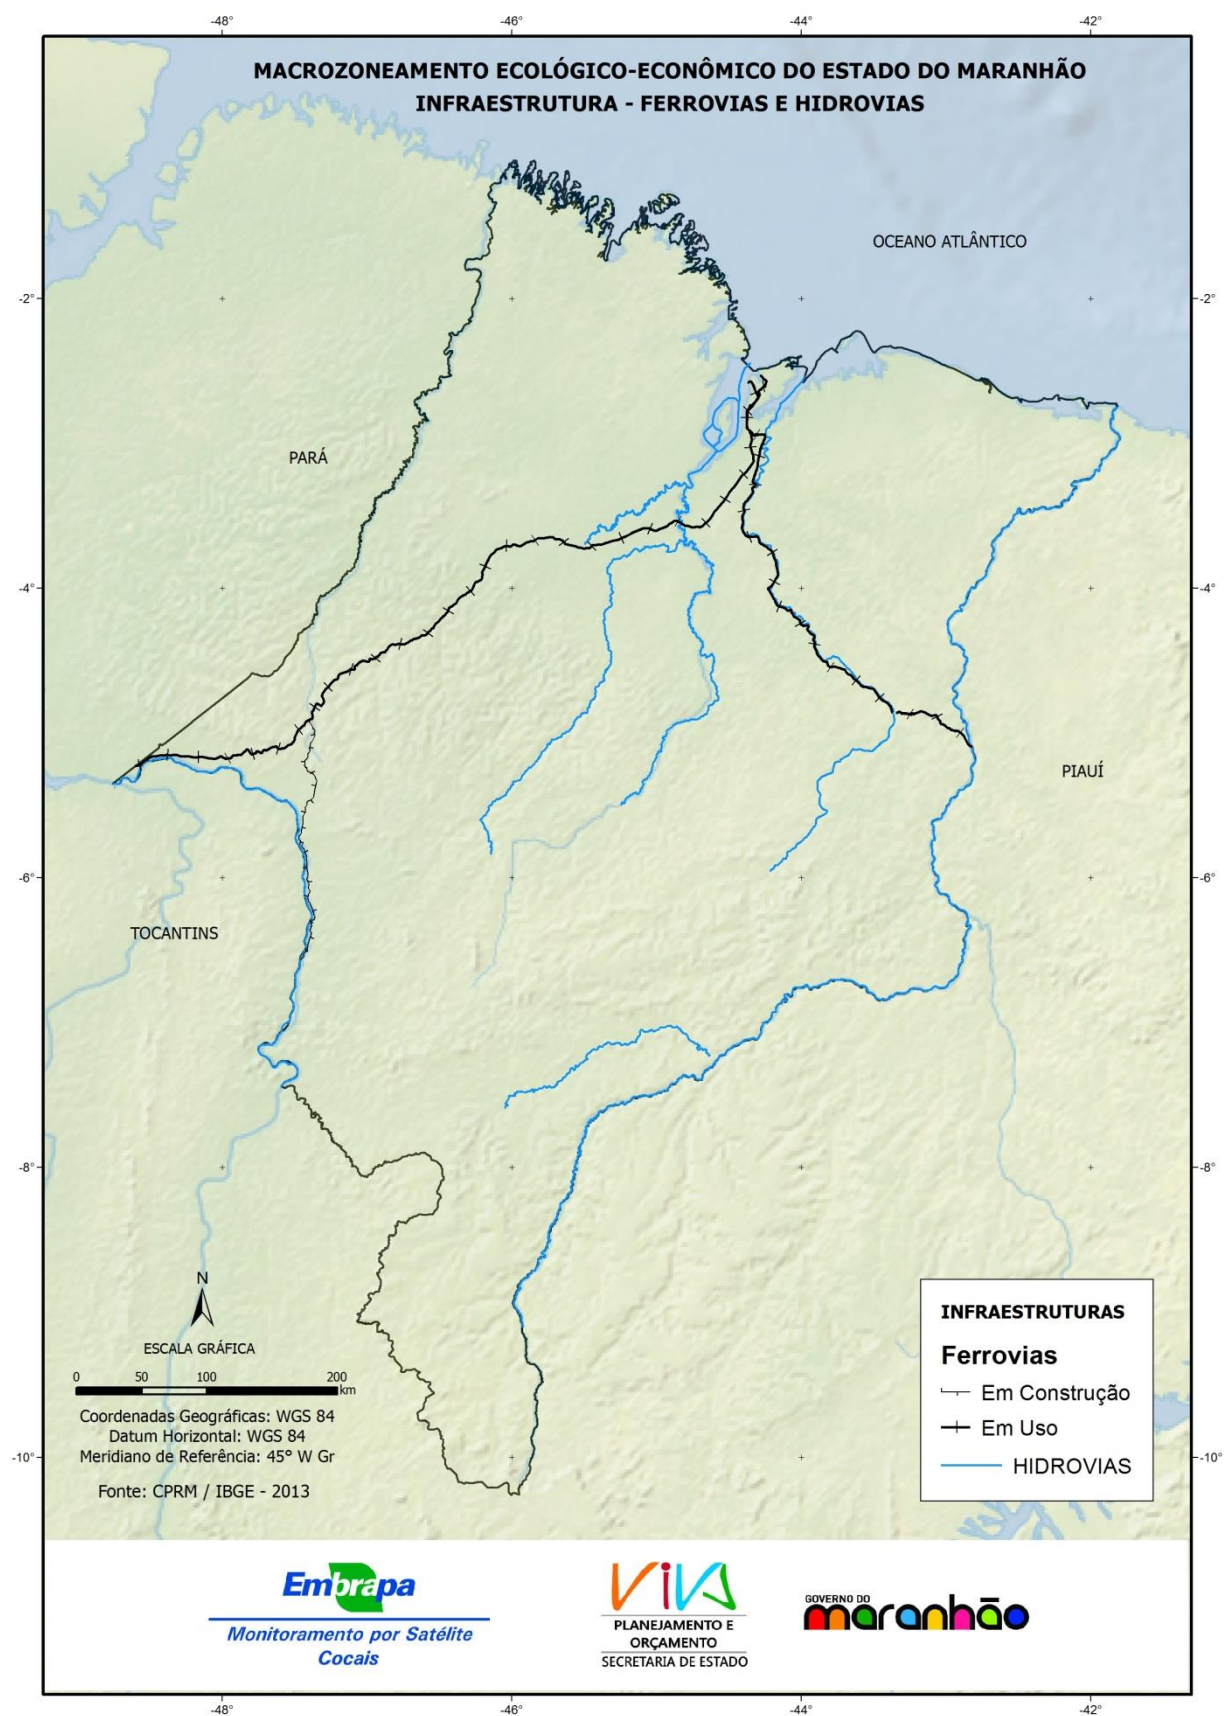 -48°
-46°
-44°
-42°
MACROZONEAMENTO ECOLÓGICO-ECONÔMICO DO ESTADO DO MARANHÃO
INFRAESTRUTURA - FERROVIAS E HIDROVIAS
OCEANO ATLÂNTICO
-2°
-2°
PARÁ
-4°
-4°
PIAUÍ
-6°
-6°
TOCANTINS
-8°
-8°
N
ESCALA GRÁFICA
0 50 100 200
km
Coordenadas Geográficas: WGS 84
Datum Horizontal: WGS 84
Meridiano de Referência: 45° W Gr
Fonte: CPRM / IBGE - 2013
INFRAESTRUTURAS
Ferrovias
Em Construção
Em Uso
HIDROVIAS
-10°
-10°
Embrapa
Monitoramento por Satélite
Cocais
VIVA
PLANEJAMENTO E
ORÇAMENTO
SECRETARIA DE ESTADO
GOVERNO DO
maranhão
-48°
-46°
-44°
-42°